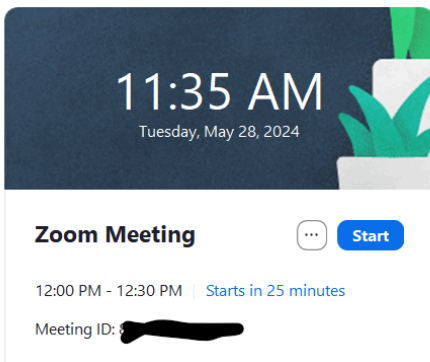 11:35 AM
Tuesday, May 28, 2024
Zoom Meeting
... Start
12:00 PM - 12:30 PM | Starts in 25 minutes
Meeting ID: